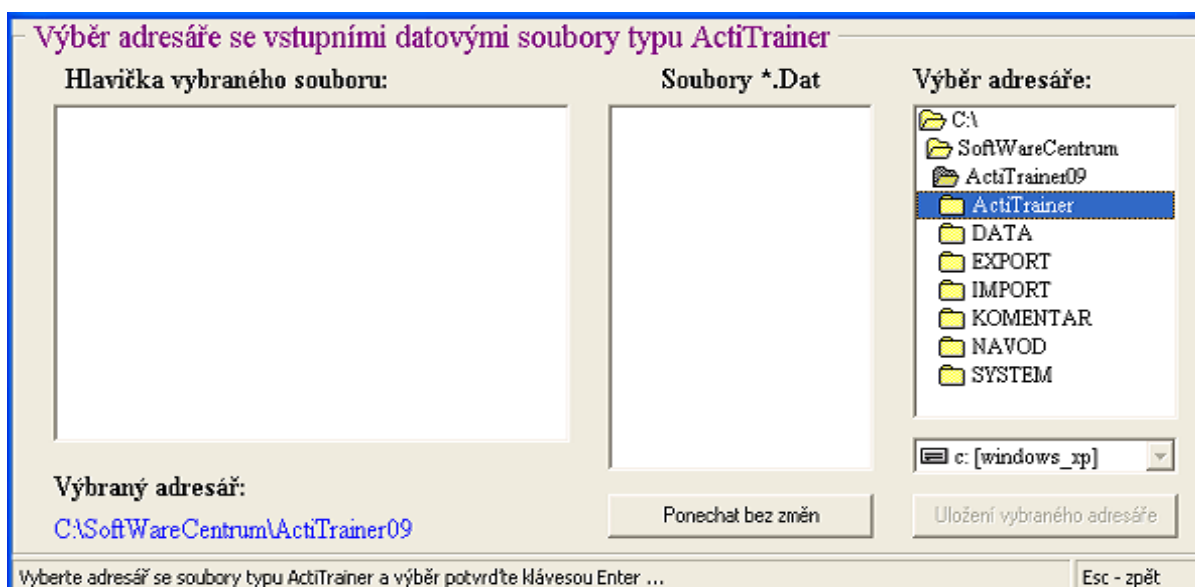 Výběr adresáře se vstupními datovými soubory typu ActiTrainer
Hlavička vybraného souboru:
Soubory *.Dat
Výběr adresáře:
C:\
SoftWareCentrum
ActiTrainer09
ActiTrainer
DATA
EXPORT
IMPORT
KOMENTAR
NAVOD
SYSTEM
c: [windows_xp]
Výbraný adresář:
C:\SoftWareCentrum\ActiTrainer09
Ponechat bez změn
Uložení vybraného adresáře
Vyberte adresář se soubory typu ActiTrainer a výběr potvrďte klávesou Enter ...
Esc - zpět